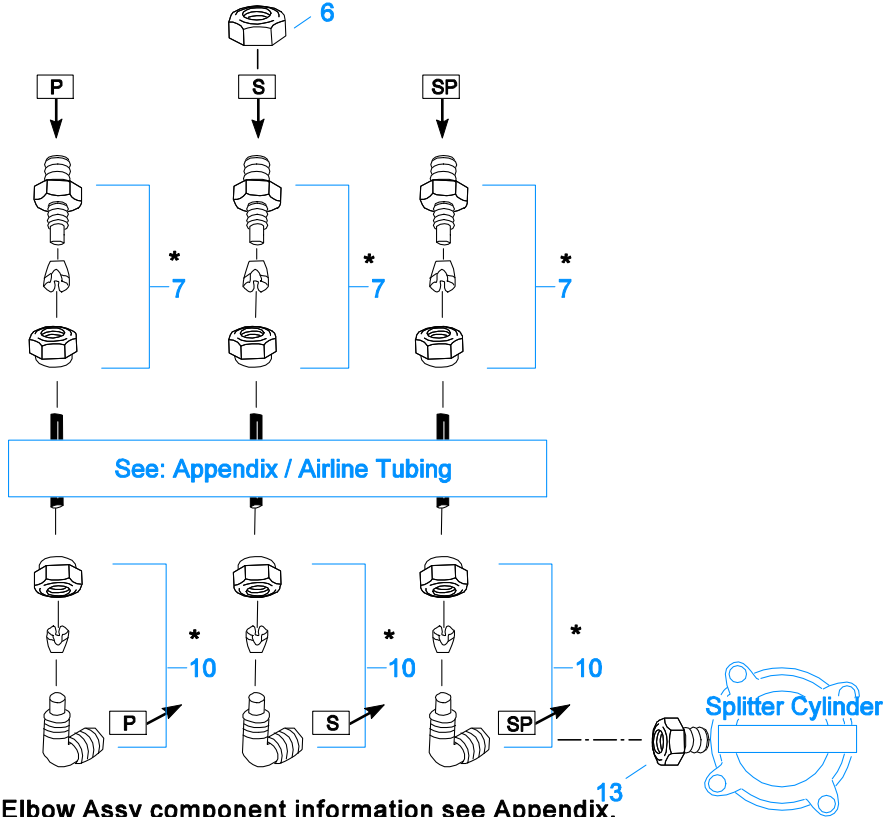 6
P S SP
* * *
7 7 7
See: Appendix / Airline Tubing
* * *
10 10 10
P S SP
Splitter Cylinder
13
Elbow Assy component information see Appendix.